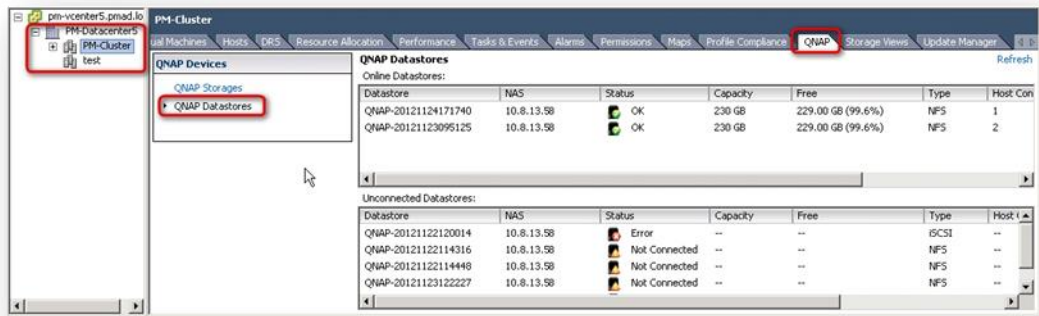 pm-vcenter5.pmad.lo
PM-Datacenter5
PM-Cluster
test
PM-Cluster
ual Machines Hosts DRS Resource Allocation Performance Tasks & Events Alarms Permissions Maps Profile Compliance QNAP Storage Views Update Manager
QNAP Devices
QNAP Storages
QNAP Datastores
QNAP Datastores Refresh
Online Datastores:
Datastore NAS Status Capacity Free Type Host Con
QNAP-20121124171740 10.8.13.58 OK 230 GB 229.00 GB (99.6%) NFS 1
QNAP-20121123095125 10.8.13.58 OK 230 GB 229.00 GB (99.6%) NFS 2
Unconnected Datastores:
Datastore NAS Status Capacity Free Type Host (
QNAP-20121122120014 10.8.13.58 Error -- -- iSCSI --
QNAP-20121122114316 10.8.13.58 Not Connected -- -- NFS --
QNAP-20121122114448 10.8.13.58 Not Connected -- -- NFS --
QNAP-20121123122227 10.8.13.58 Not Connected -- -- NFS --